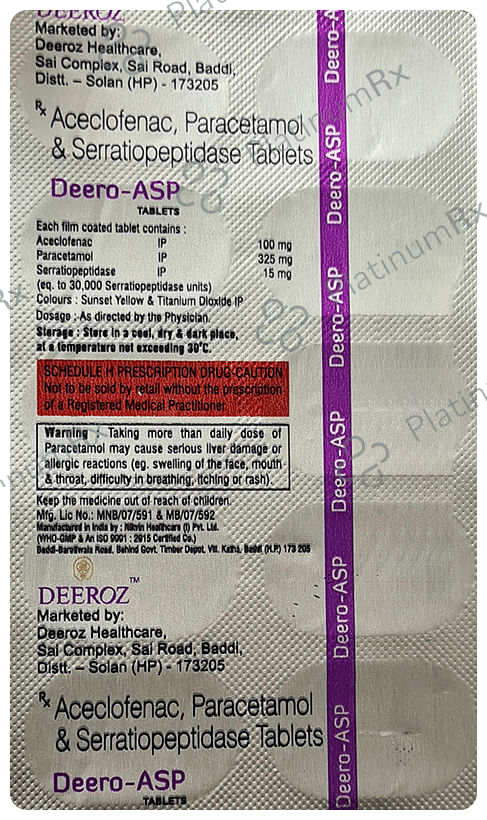 DEEROZ
Marketed by:
Deeroz Healthcare,
Sai Complex, Sai Road, Baddi,
Distt. – Solan (HP) - 173205
Rx Aceclofenac, Paracetamol
& Serratiopeptidase Tablets
Deero-ASP
TABLETS
Each film coated tablet contains :
Aceclofenac IP 100 mg
Paracetamol IP 325 mg
Serratiopeptidase IP 15 mg
(eq. to 30,000 Serratiopeptidase units)
Colours : Sunset Yellow & Titanium Dioxide IP
Dosage : As directed by the Physician.
Storage : Store in a cool, dry & dark place,
at a temperature not exceeding 30°C.
SCHEDULE H PRESCRIPTION DRUG-CAUTION
Not to be sold by retail without the prescription
of a Registered Medical Practitioner.
Warning : Taking more than daily dose of
Paracetamol may cause serious liver damage or
allergic reactions (eg. swelling of the face, mouth
& throat, difficulty in breathing, itching or rash).
Keep the medicine out of reach of children.
Mfg. Lic No.: MNB/07/591 & MB/07/592
Manufactured in India by : Nikvin Healthcare (I) Pvt. Ltd.
(WHO-GMP & An ISO 9001 : 2015 Certified Co.)
Baddi-Barotiwala Road, Behind Govt. Timber Depot, Vill. Katha, Baddi (H.P.) 173 205
DEEROZ™
Marketed by:
Deeroz Healthcare,
Sai Complex, Sai Road, Baddi,
Distt. – Solan (HP) - 173205
Rx Aceclofenac, Paracetamol
& Serratiopeptidase Tablets
Deero-ASP
TABLETS
Deero-A
Deero-ASP
Deero-ASP
Deero-ASP
Deero-ASP
Deero-ASP
PlatinumRx
PlatinumRx
Rx
Platin